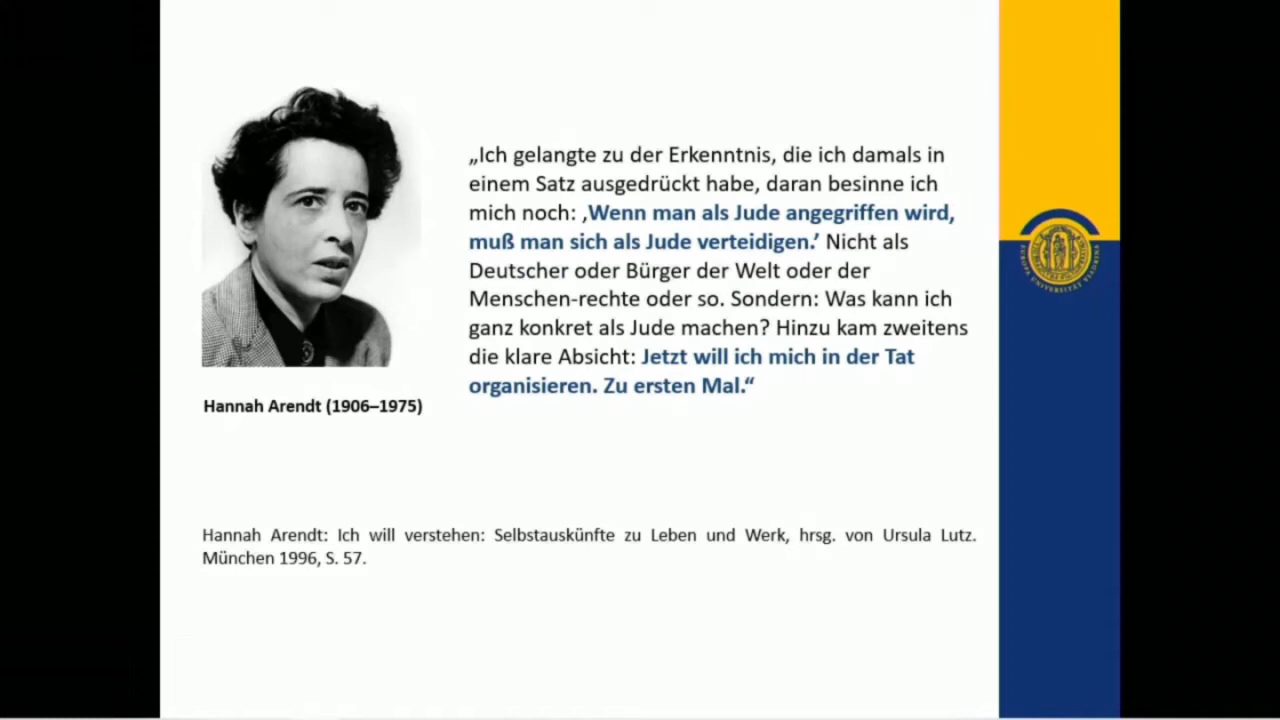 „Ich gelangte zu der Erkenntnis, die ich damals in
einem Satz ausgedrückt habe, daran besinne ich
mich noch: ‚Wenn man als Jude angegriffen wird,
muß man sich als Jude verteidigen.’ Nicht als
Deutscher oder Bürger der Welt oder der
Menschen-rechte oder so. Sondern: Was kann ich
ganz konkret als Jude machen? Hinzu kam zweitens
die klare Absicht: Jetzt will ich mich in der Tat
organisieren. Zu ersten Mal.“
Hannah Arendt (1906–1975)
Hannah Arendt: Ich will verstehen: Selbstauskünfte zu Leben und Werk, hrsg. von Ursula Lutz.
München 1996, S. 57.
EUROPA UNIVERSITÄT VIADRINA